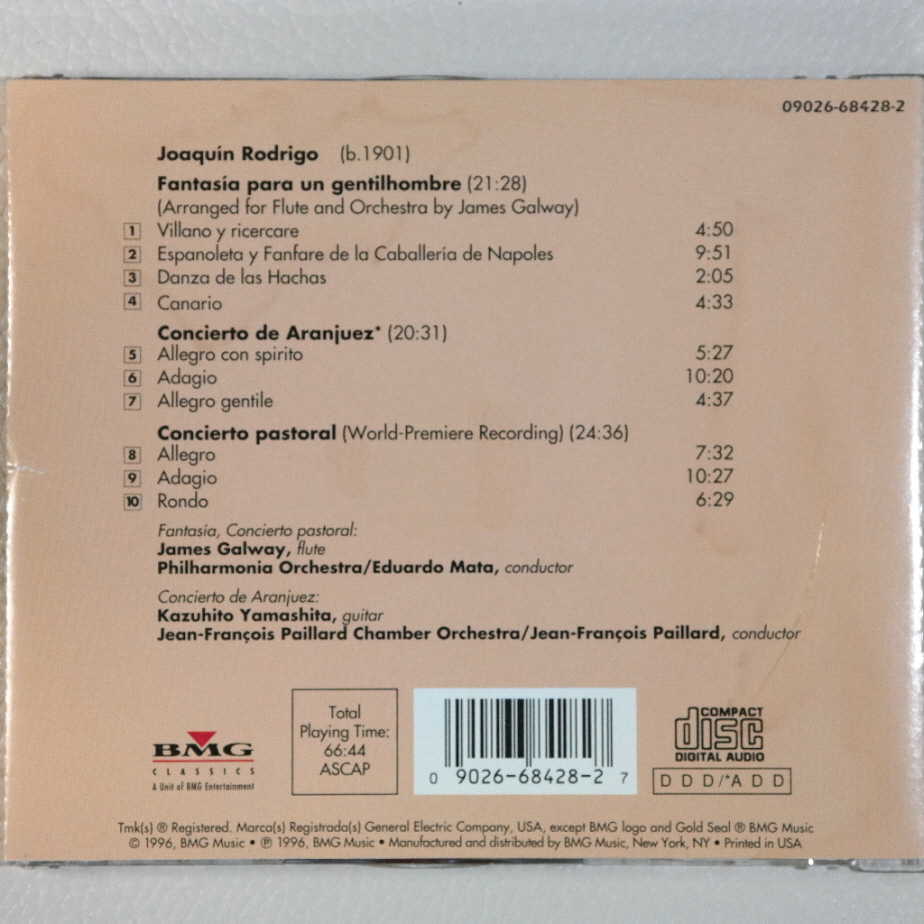 09026-68428-2
Joaquín Rodrigo (b.1901)
Fantasía para un gentilhombre (21:28)
(Arranged for Flute and Orchestra by James Galway)
1 Villano y ricercare 4:50
2 Espanoleta y Fanfare de la Caballería de Napoles 9:51
3 Danza de las Hachas 2:05
4 Canario 4:33
Concierto de Aranjuez* (20:31)
5 Allegro con spirito 5:27
6 Adagio 10:20
7 Allegro gentile 4:37
Concierto pastoral (World-Premiere Recording) (24:36)
8 Allegro 7:32
9 Adagio 10:27
10 Rondo 6:29
Fantasía, Concierto pastoral:
James Galway, flute
Philharmonia Orchestra/Eduardo Mata, conductor
Concierto de Aranjuez:
Kazuhito Yamashita, guitar
Jean-François Paillard Chamber Orchestra/Jean-François Paillard, conductor
BMG
CLASSICS
A Unit of BMG Entertainment
Total
Playing Time:
66:44
ASCAP
0 9026-68428-2 7
COMPACT
disc
DIGITAL AUDIO
DDD/*ADD
Tmk(s) ® Registered. Marca(s) Registrada(s) General Electric Company, USA, except BMG logo and Gold Seal ® BMG Music
© 1996, BMG Music • ℗ 1996, BMG Music • Manufactured and distributed by BMG Music, New York, NY • Printed in USA